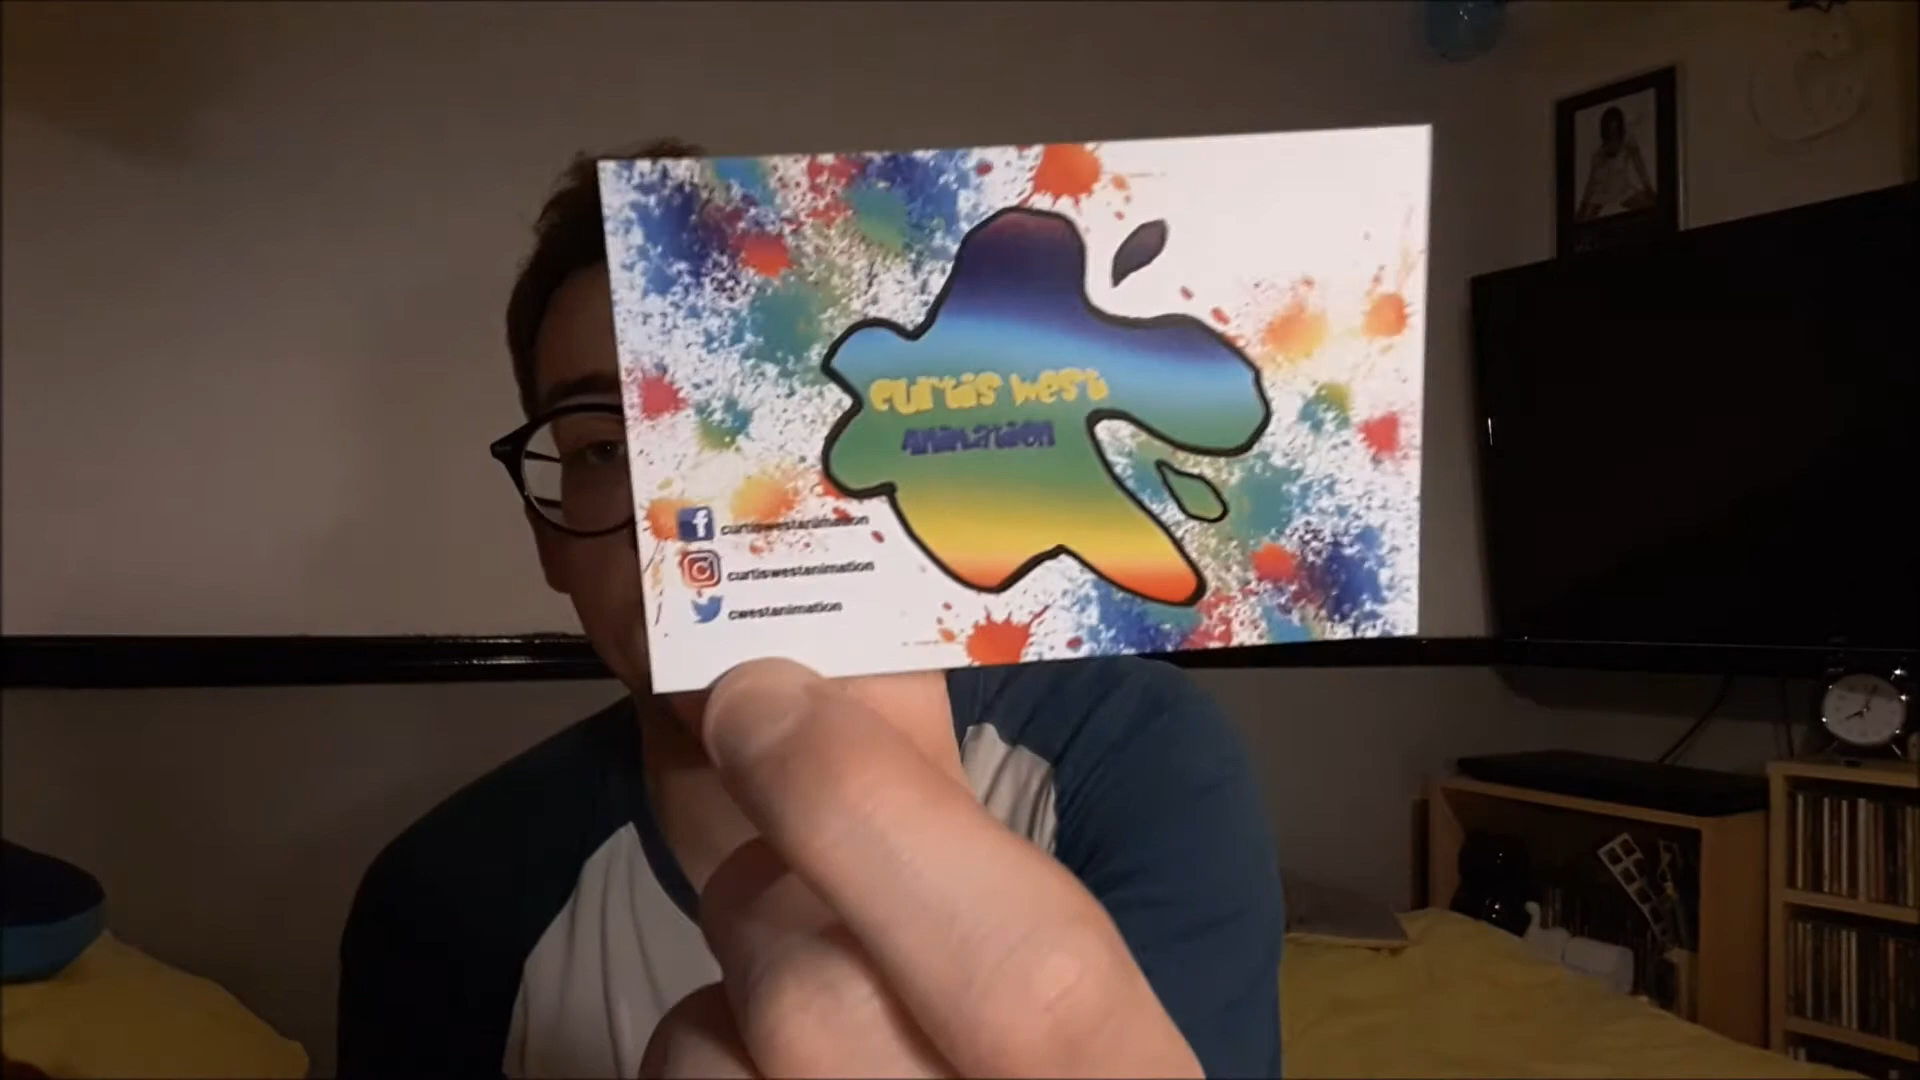 curtis west
animation
curtiswestanimation
curtiswestanimation
cwestanimation